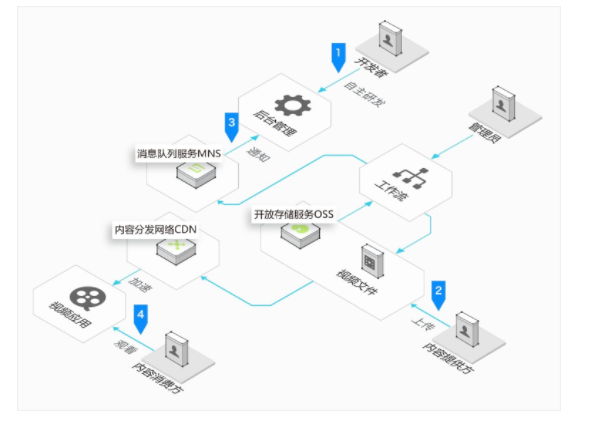 1
开发者
自主研发
后台管理
管理员
3
通知
消息队列服务MNS
工作流
开放存储服务OSS
内容分发网络CDN
视频文件
加速
2
视频应用
4
上传
内容提供方
观看
内容消费方